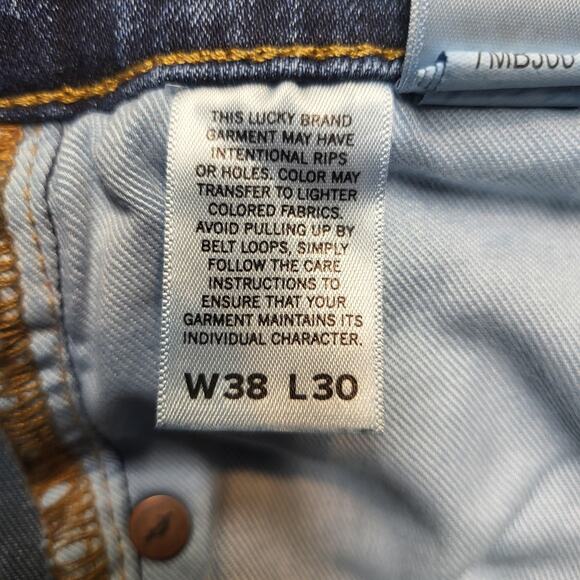 THIS LUCKY BRAND
GARMENT MAY HAVE
INTENTIONAL RIPS
OR HOLES. COLOR MAY
TRANSFER TO LIGHTER
COLORED FABRICS.
AVOID PULLING UP BY
BELT LOOPS, SIMPLY
FOLLOW THE CARE
INSTRUCTIONS TO
ENSURE THAT YOUR
GARMENT MAINTAINS ITS
INDIVIDUAL CHARACTER.
W38 L30